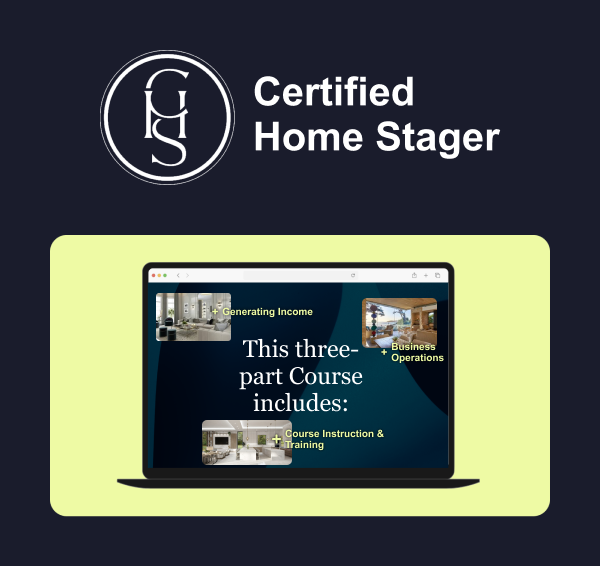 CHS
Certified
Home Stager
+ Generating Income
This three-
part Course
includes:
+ Business
Operations
+ Course Instruction &
Training